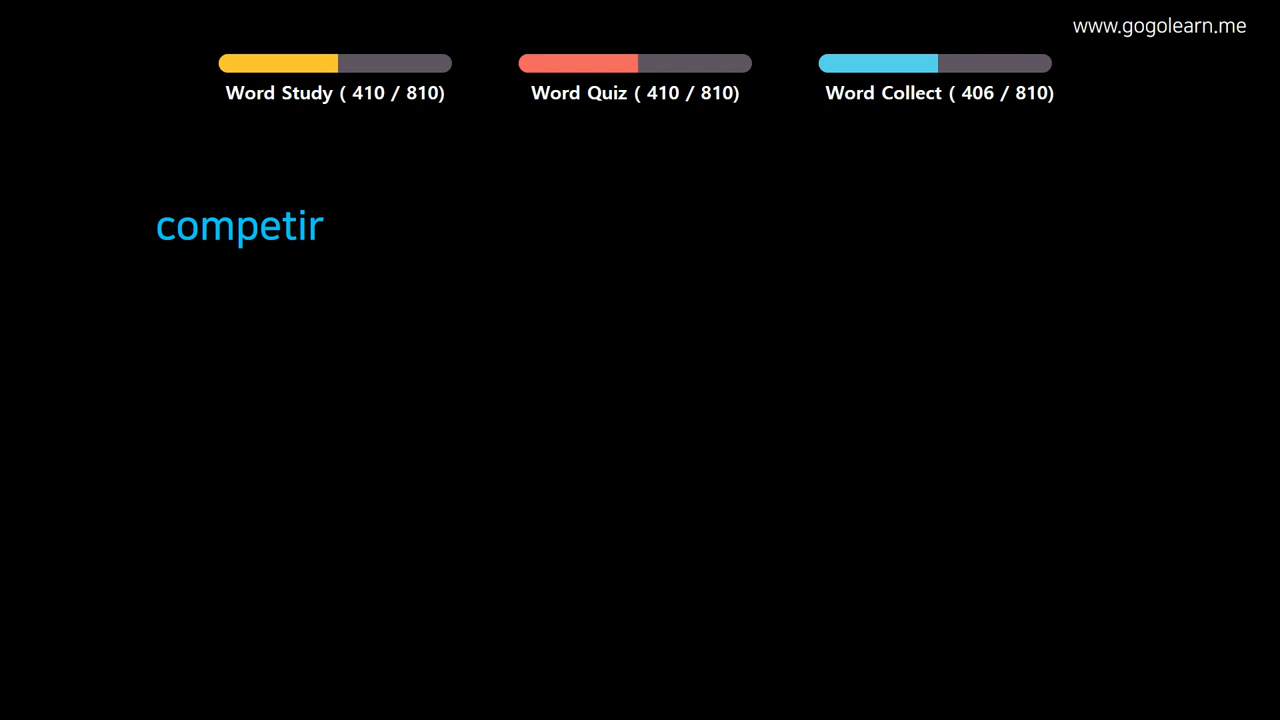 www.gogolearn.me
Word Study ( 410 / 810)
Word Quiz ( 410 / 810)
Word Collect ( 406 / 810)
competir